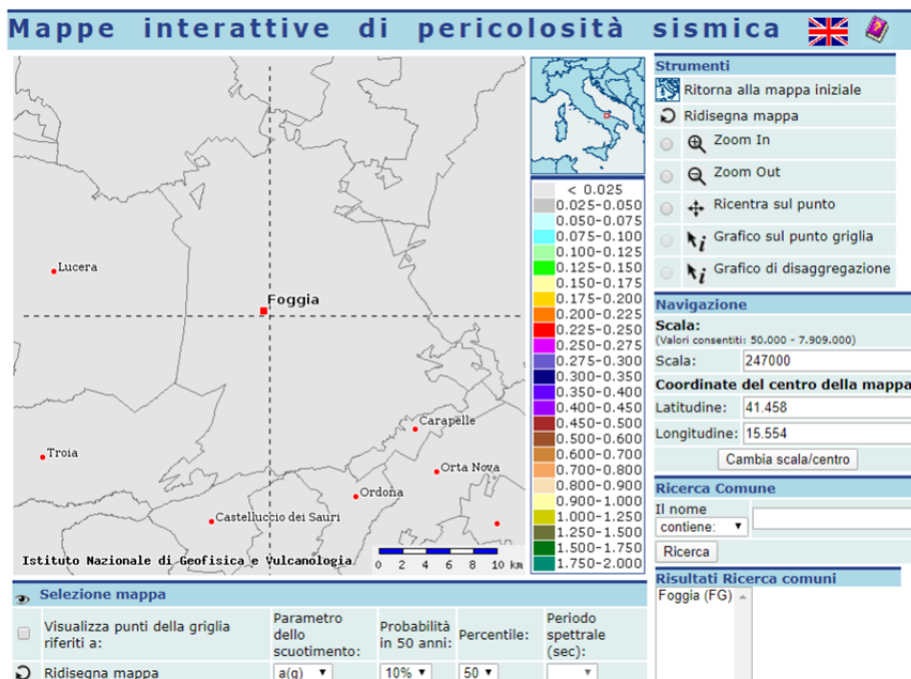 Mappe interattive di pericolosità sismica
Lucera
Foggia
Carapelle
Troia
Orta Nova
Ordona
Castelluccio dei Sauri
Istituto Nazionale di Geofisica e Vulcanologia
0 2 4 6 8 10 km
< 0.025
0.025-0.050
0.050-0.075
0.075-0.100
0.100-0.125
0.125-0.150
0.150-0.175
0.175-0.200
0.200-0.225
0.225-0.250
0.250-0.275
0.275-0.300
0.300-0.350
0.350-0.400
0.400-0.450
0.450-0.500
0.500-0.600
0.600-0.700
0.700-0.800
0.800-0.900
0.900-1.000
1.000-1.250
1.250-1.500
1.500-1.750
1.750-2.000
Strumenti
Ritorna alla mappa iniziale
Ridisegna mappa
Zoom In
Zoom Out
Ricentra sul punto
Grafico sul punto griglia
Grafico di disaggregazione
Navigazione
Scala:
(Valori consentiti: 50.000 - 7.909.000)
Scala: 247000
Coordinate del centro della mappa
Latitudine: 41.458
Longitudine: 15.554
Cambia scala/centro
Ricerca Comune
Il nome
contiene:
Ricerca
Risultati Ricerca comuni
Foggia (FG)
Selezione mappa
Visualizza punti della griglia
riferiti a:
Parametro
dello
scuotimento:
Probabilità
in 50 anni:
Percentile:
Periodo
spettrale
(sec):
Ridisegna mappa
a(g) 10% 50